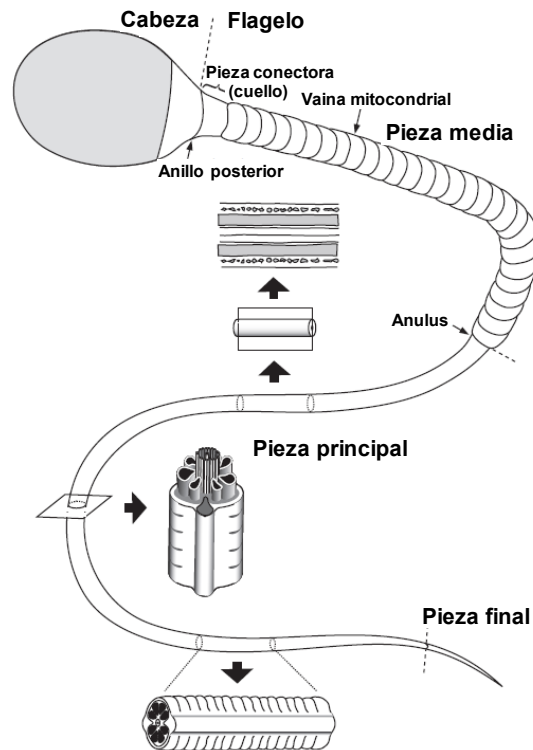 Cabeza
Flagelo
Pieza conectora
(cuello)
Vaina mitocondrial
Pieza media
Anillo posterior
Anulus
Pieza principal
Pieza final